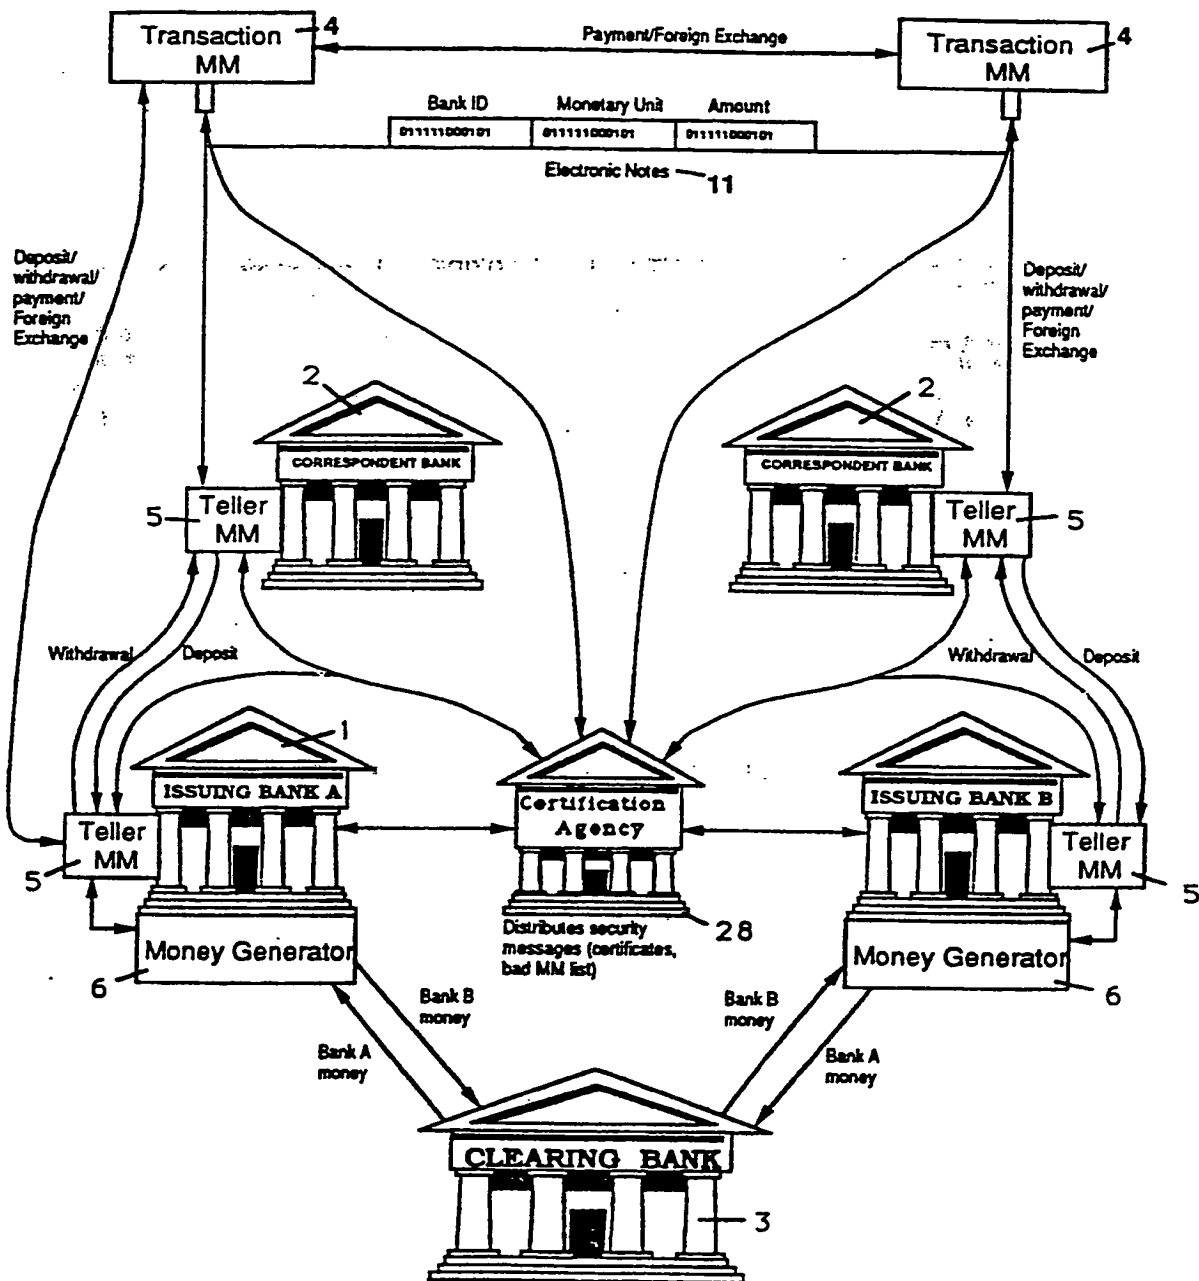 Transaction
MM
4
Payment/Foreign Exchange
Transaction
MM
4
Bank ID
Monetary Unit
Amount
011111000101
011111000101
011111000101
Electronic Notes
11
Deposit/
withdrawal/
payment/
Foreign
Exchange
Deposit/
withdrawal/
payment/
Foreign
Exchange
2
CORRESPONDENT BANK
2
CORRESPONDENT BANK
5
Teller
MM
Teller
MM
5
Withdrawal
Deposit
Withdrawal
Deposit
1
ISSUING BANK A
Certification
Agency
ISSUING BANK B
Teller
MM
5
Teller
MM
5
28
Distributes security
messages (certificates,
bad MM list)
Money Generator
6
Money Generator
6
Bank B
money
Bank A
money
Bank B
money
Bank A
money
CLEARING BANK
3